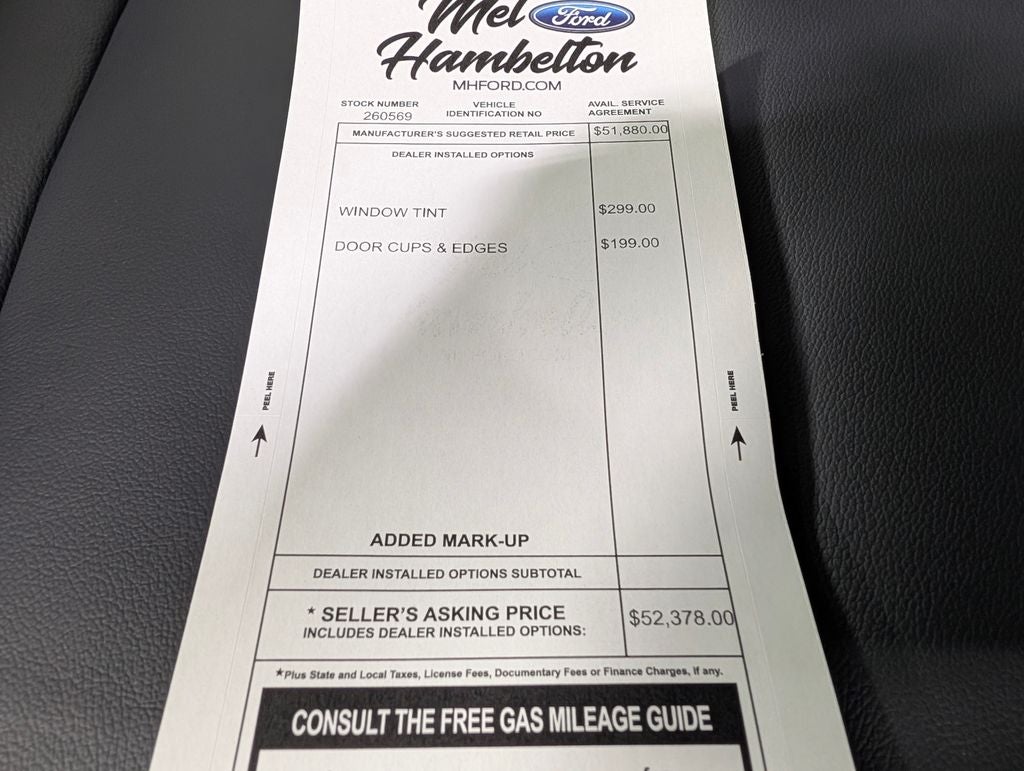 Mel Ford
Hambelton
MHFORD.COM
STOCK NUMBER
260569
VEHICLE
IDENTIFICATION NO
AVAIL. SERVICE
AGREEMENT
MANUFACTURER'S SUGGESTED RETAIL PRICE $51,880.00
DEALER INSTALLED OPTIONS
WINDOW TINT $299.00
DOOR CUPS & EDGES $199.00
PEEL HERE
PEEL HERE
ADDED MARK-UP
DEALER INSTALLED OPTIONS SUBTOTAL
* SELLER'S ASKING PRICE $52,378.00
INCLUDES DEALER INSTALLED OPTIONS:
*Plus State and Local Taxes, License Fees, Documentary Fees or Finance Charges, If any.
CONSULT THE FREE GAS MILEAGE GUIDE